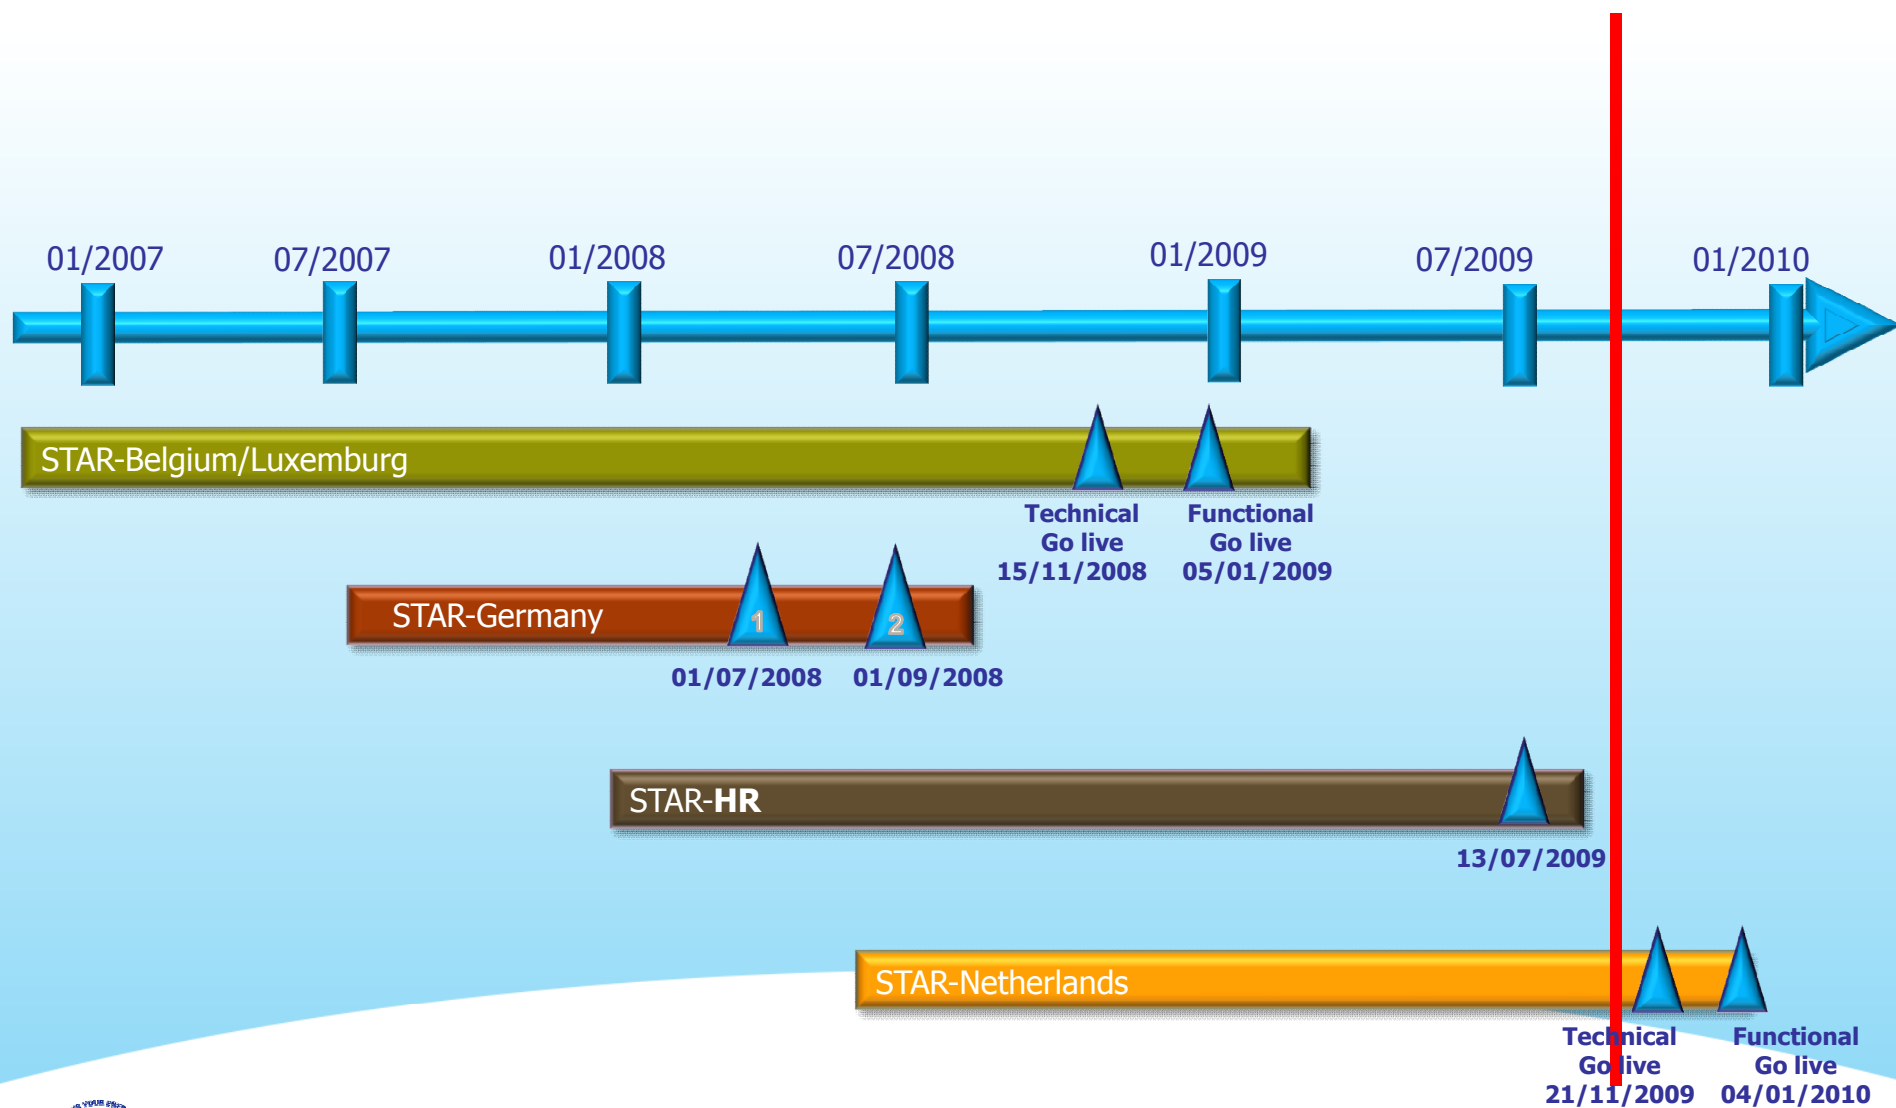 01/2007 07/2007 01/2008 07/2008 01/2009 07/2009 01/2010
STAR-Belgium/Luxemburg
Technical
Go live
15/11/2008
Functional
Go live
05/01/2009
STAR-Germany
1
2
01/07/2008 01/09/2008
STAR-HR
13/07/2009
STAR-Netherlands
Technical
Go live
21/11/2009
Functional
Go live
04/01/2010